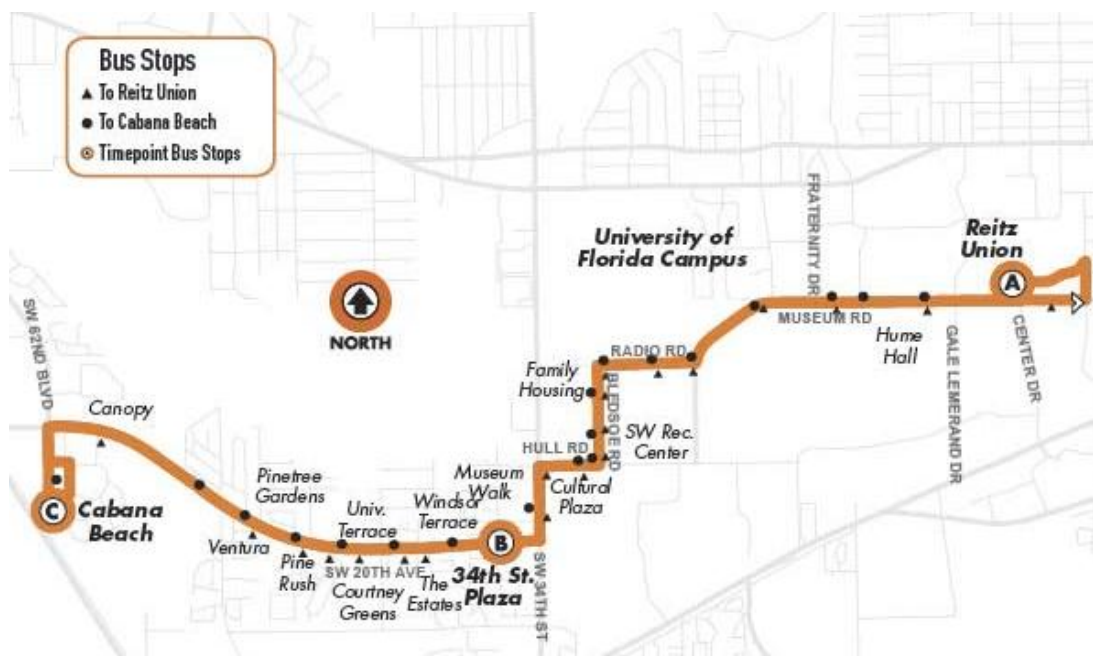 Bus Stops
▲ To Reitz Union
● To Cabana Beach
Timepoint Bus Stops
FRATERNITY DR
University of
Florida Campus
Reitz
Union
A
MUSEUM RD
Hume
Hall
GALE LEMERAND DR
CENTER DR
NORTH
SW 62ND BLVD
RADIO RD
Family
Housing
BLEDSOE RD
SW Rec.
Center
HULL RD
Cultural
Plaza
Canopy
Pinetree
Gardens
Museum
Walk
Windsor
Terrace
Univ.
Terrace
C
Cabana
Beach
Ventura
Pine
Rush
SW 20TH AVE
Courtney
Greens
The
Estates
B
34th St.
Plaza
SW 34TH ST